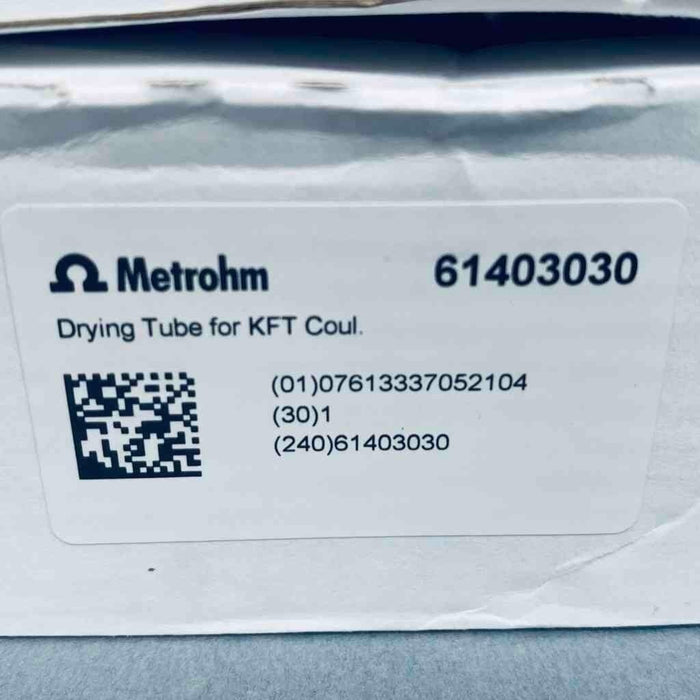 Metrohm
61403030
Drying Tube for KFT Coul.
(01)07613337052104
(30)1
(240)61403030